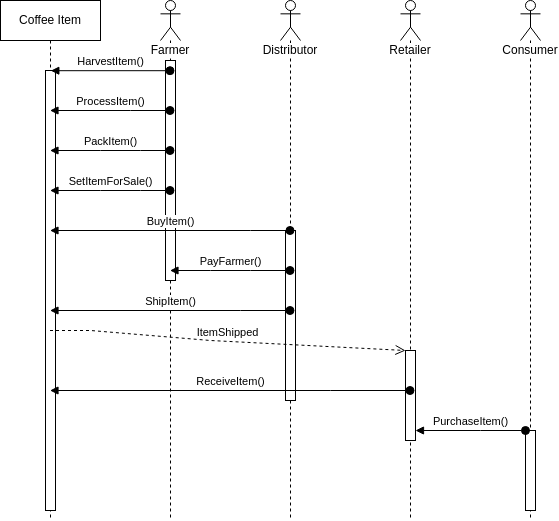 Coffee Item
Farmer
Distributor
Retailer
Consumer
HarvestItem()
ProcessItem()
PackItem()
SetItemForSale()
BuyItem()
PayFarmer()
ShipItem()
ItemShipped
ReceiveItem()
PurchaseItem()